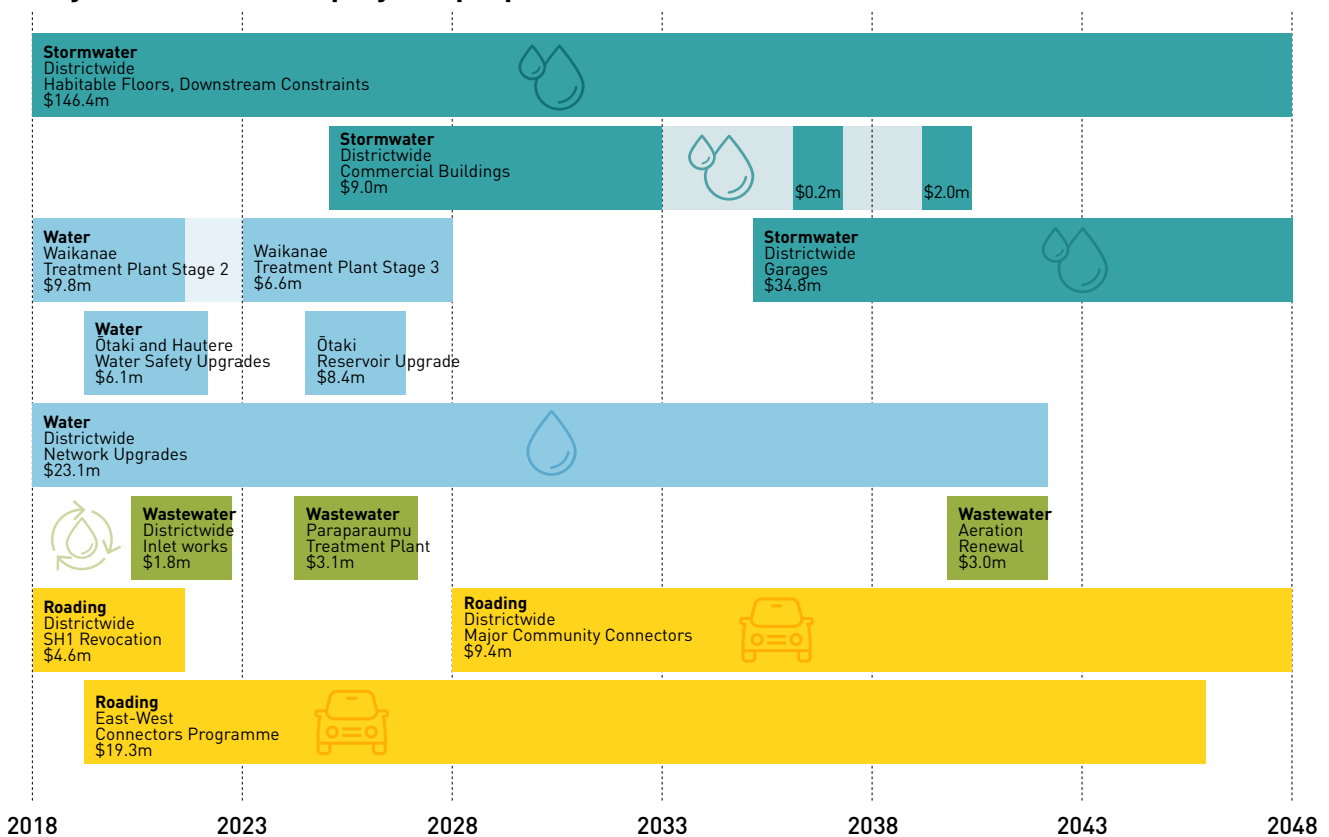 Stormwater
Districtwide
Habitable Floors, Downstream Constraints
$146.4m
Stormwater
Districtwide
Commercial Buildings
$9.0m
$0.2m
$2.0m
Water
Waikanae
Treatment Plant Stage 2
$9.8m
Waikanae
Treatment Plant Stage 3
$6.6m
Stormwater
Districtwide
Garages
$34.8m
Water
Ōtaki and Hautere
Water Safety Upgrades
$6.1m
Ōtaki
Reservoir Upgrade
$8.4m
Water
Districtwide
Network Upgrades
$23.1m
Wastewater
Districtwide
Inlet works
$1.8m
Wastewater
Paraparaumu
Treatment Plant
$3.1m
Wastewater
Aeration
Renewal
$3.0m
Roading
Districtwide
SH1 Revocation
$4.6m
Roading
Districtwide
Major Community Connectors
$9.4m
Roading
East-West
Connectors Programme
$19.3m
2018 2023 2028 2033 2038 2043 2048